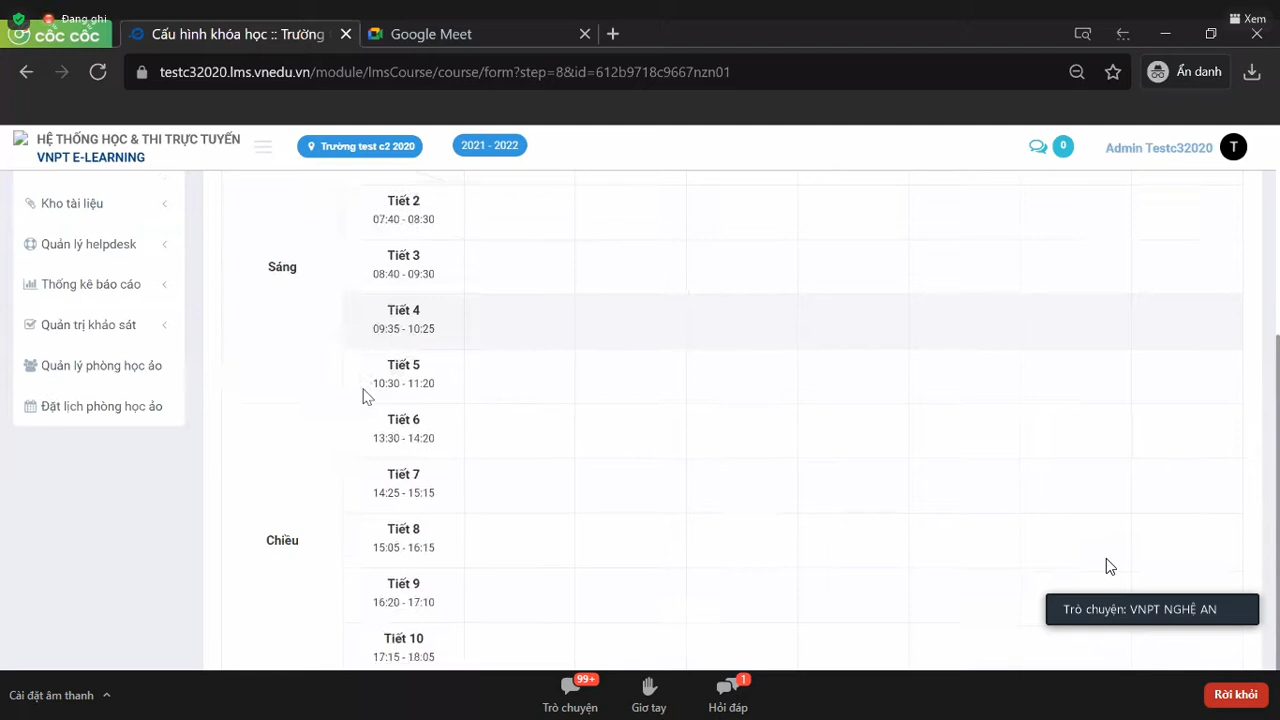 Đang ghi
Xem
CỐC CỐC
Cấu hình khóa học :: Trường
Google Meet
testc32020.lms.vnedu.vn/module/lmsCourse/course/form?step=8&id=612b9718c9667nzn01
Ẩn danh
HỆ THỐNG HỌC & THI TRỰC TUYẾN
VNPT E-LEARNING
Trường test c2 2020
2021 - 2022
0
Admin Testc32020
T
Kho tài liệu
Quản lý helpdesk
Thống kê báo cáo
Quản trị khảo sát
Quản lý phòng học ảo
Đặt lịch phòng học ảo
Sáng
Tiết 2
07:40 - 08:30
Tiết 3
08:40 - 09:30
Tiết 4
09:35 - 10:25
Tiết 5
10:30 - 11:20
Chiều
Tiết 6
13:30 - 14:20
Tiết 7
14:25 - 15:15
Tiết 8
15:05 - 16:15
Tiết 9
16:20 - 17:10
Tiết 10
17:15 - 18:05
Trò chuyện: VNPT NGHỆ AN
Cài đặt âm thanh
99+
Trò chuyện
Giơ tay
1
Hỏi đáp
Rời khỏi